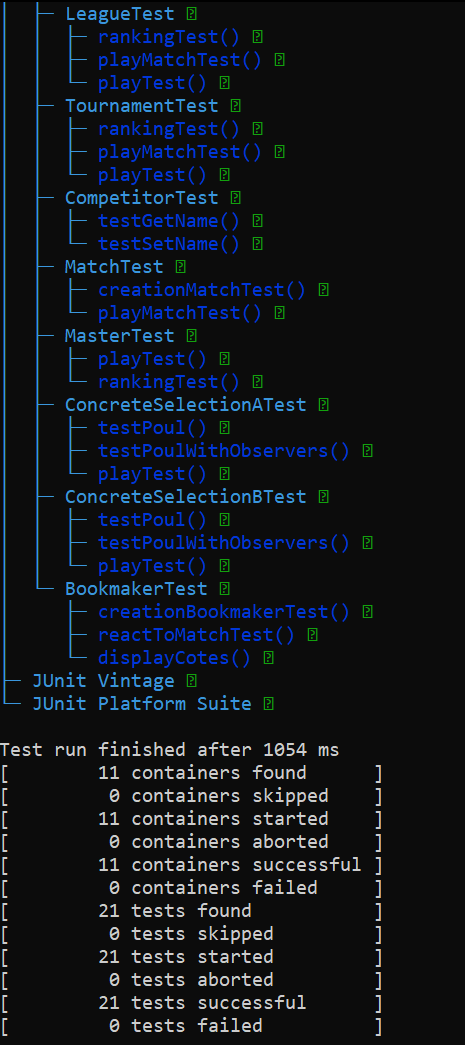 ├─ LeagueTest ⍰
├─ rankingTest() ⍰
├─ playMatchTest() ⍰
└─ playTest() ⍰
├─ TournamentTest ⍰
├─ rankingTest() ⍰
├─ playMatchTest() ⍰
└─ playTest() ⍰
├─ CompetitorTest ⍰
├─ testGetName() ⍰
└─ testSetName() ⍰
├─ MatchTest ⍰
├─ creationMatchTest() ⍰
└─ playMatchTest() ⍰
├─ MasterTest ⍰
├─ playTest() ⍰
└─ rankingTest() ⍰
├─ ConcreteSelectionATest ⍰
├─ testPoul() ⍰
├─ testPoulWithObservers() ⍰
└─ playTest() ⍰
├─ ConcreteSelectionBTest ⍰
├─ testPoul() ⍰
├─ testPoulWithObservers() ⍰
└─ playTest() ⍰
└─ BookmakerTest ⍰
├─ creationBookmakerTest() ⍰
├─ reactToMatchTest() ⍰
└─ displayCotes() ⍰
├─ JUnit Vintage ⍰
└─ JUnit Platform Suite ⍰
Test run finished after 1054 ms
[        11 containers found      ]
[         0 containers skipped    ]
[        11 containers started    ]
[         0 containers aborted    ]
[        11 containers successful ]
[         0 containers failed     ]
[        21 tests found           ]
[         0 tests skipped         ]
[        21 tests started         ]
[         0 tests aborted         ]
[        21 tests successful      ]
[         0 tests failed          ]